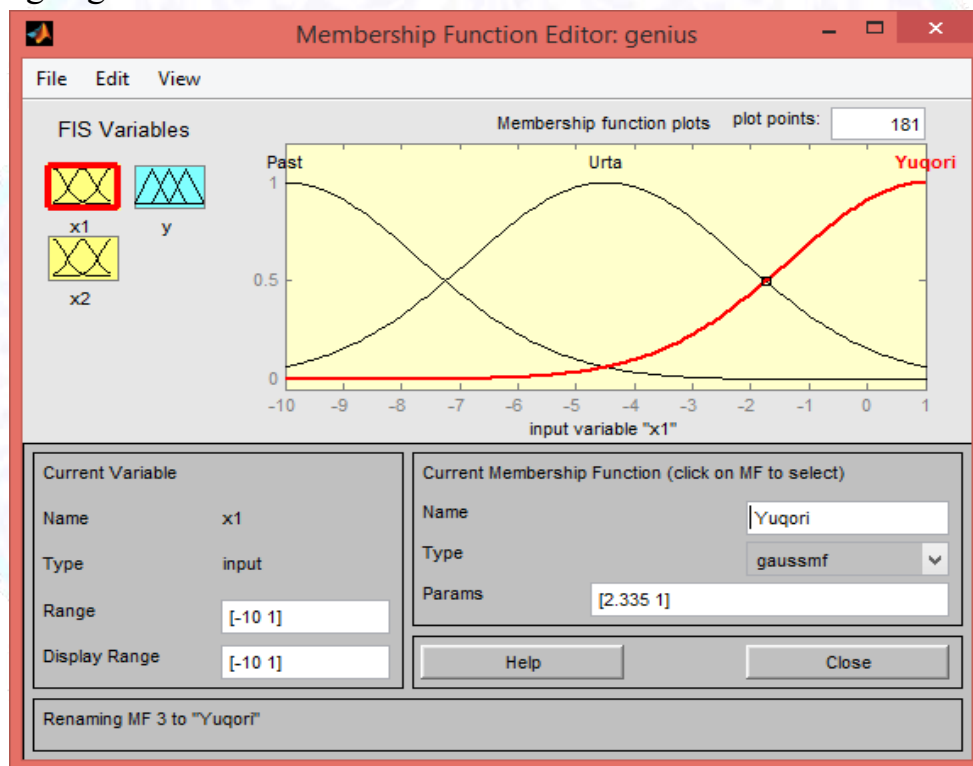 Membership Function Editor: genius
File Edit View
FIS Variables
Membership function plots plot points: 181
x1 y
x2
Past Urta Yuqori
1
0.5
0
-10 -9 -8 -7 -6 -5 -4 -3 -2 -1 0 1
input variable "x1"
Current Variable
Name x1
Type input
Range [-10 1]
Display Range [-10 1]
Current Membership Function (click on MF to select)
Name Yuqori
Type gaussmf
Params [2.335 1]
Help Close
Renaming MF 3 to "Yuqori"